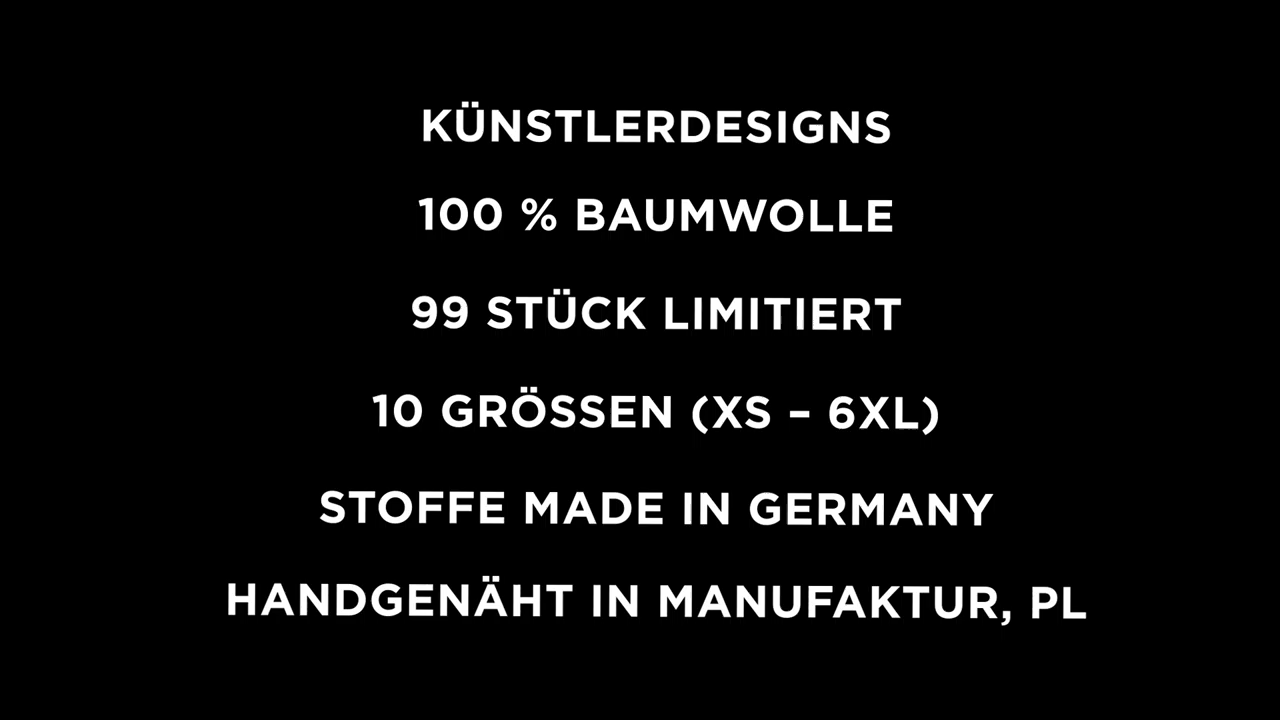 KÜNSTLERDESIGNS
100 % BAUMWOLLE
99 STÜCK LIMITIERT
10 GRÖSSEN (XS – 6XL)
STOFFE MADE IN GERMANY
HANDGENÄHT IN MANUFAKTUR, PL